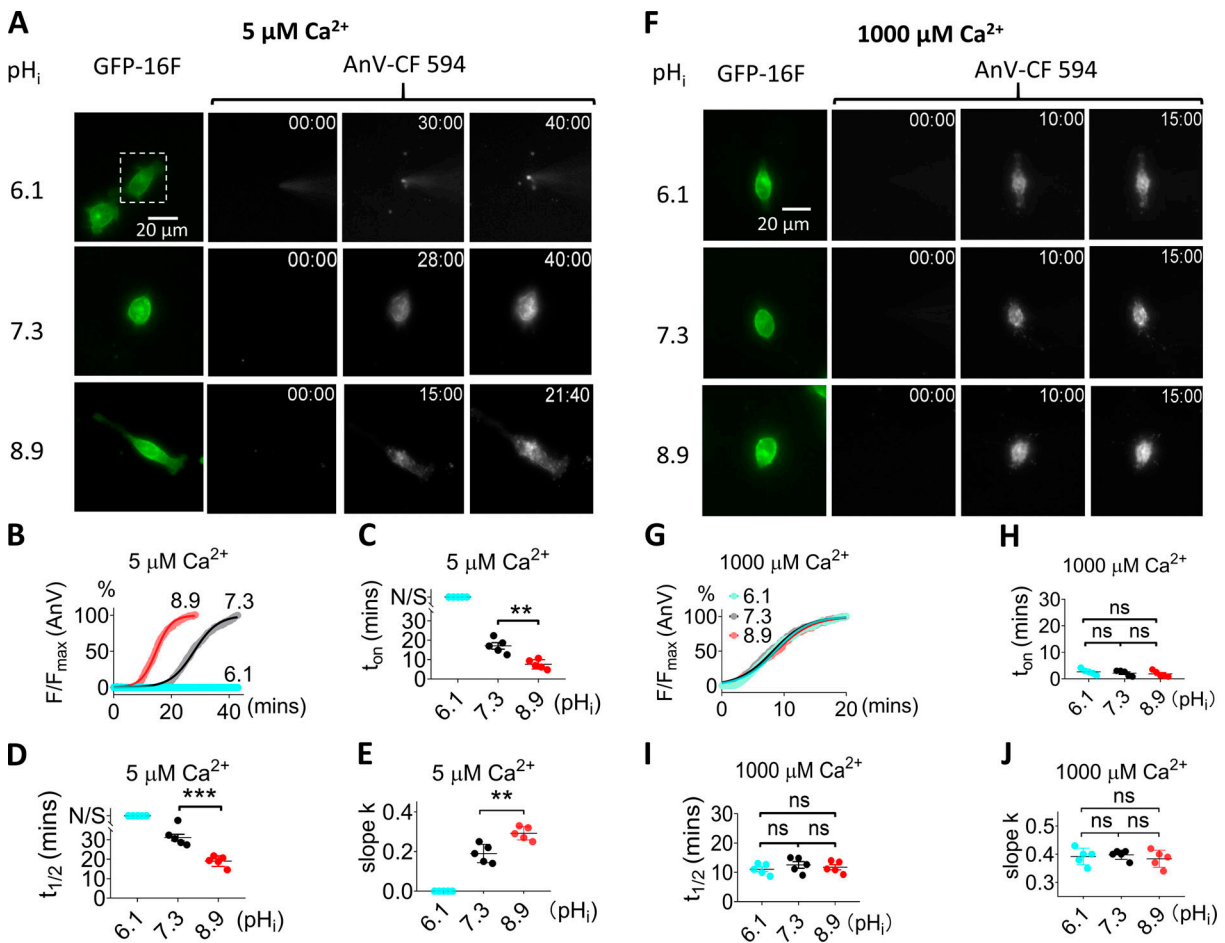 A
5 µM Ca²⁺
pHᵢ
GFP-16F
AnV-CF 594
6.1
20 µm
00:00
30:00
40:00
7.3
00:00
28:00
40:00
8.9
00:00
15:00
21:40
F
1000 µM Ca²⁺
pHᵢ
GFP-16F
AnV-CF 594
6.1
20 µm
00:00
10:00
15:00
7.3
00:00
10:00
15:00
8.9
00:00
10:00
15:00
B
5 µM Ca²⁺
F/Fmax (AnV)
%
100
50
0
8.9
7.3
6.1
0 20 40 (mins)
C
5 µM Ca²⁺
ton (mins)
N/S
30
20
10
0
**
6.1 7.3 8.9 (pHᵢ)
G
1000 µM Ca²⁺
F/Fmax (AnV)
%
100
50
0
6.1
7.3
8.9
0 10 20
(mins)
H
1000 µM Ca²⁺
ton (mins)
30
20
10
0
ns
ns ns
6.1 7.3 8.9 (pHᵢ)
D
5 µM Ca²⁺
t1/2 (mins)
N/S
30
20
10
0
***
6.1 7.3 8.9 (pHᵢ)
E
5 µM Ca²⁺
slope k
0.4
0.2
0.0
**
6.1 7.3 8.9 (pHᵢ)
I
1000 µM Ca²⁺
t1/2 (mins)
30
20
10
0
ns
ns ns
6.1 7.3 8.9 (pHᵢ)
J
1000 µM Ca²⁺
slope k
0.5
0.4
0.3
ns
ns ns
6.1 7.3 8.9 (pHᵢ)